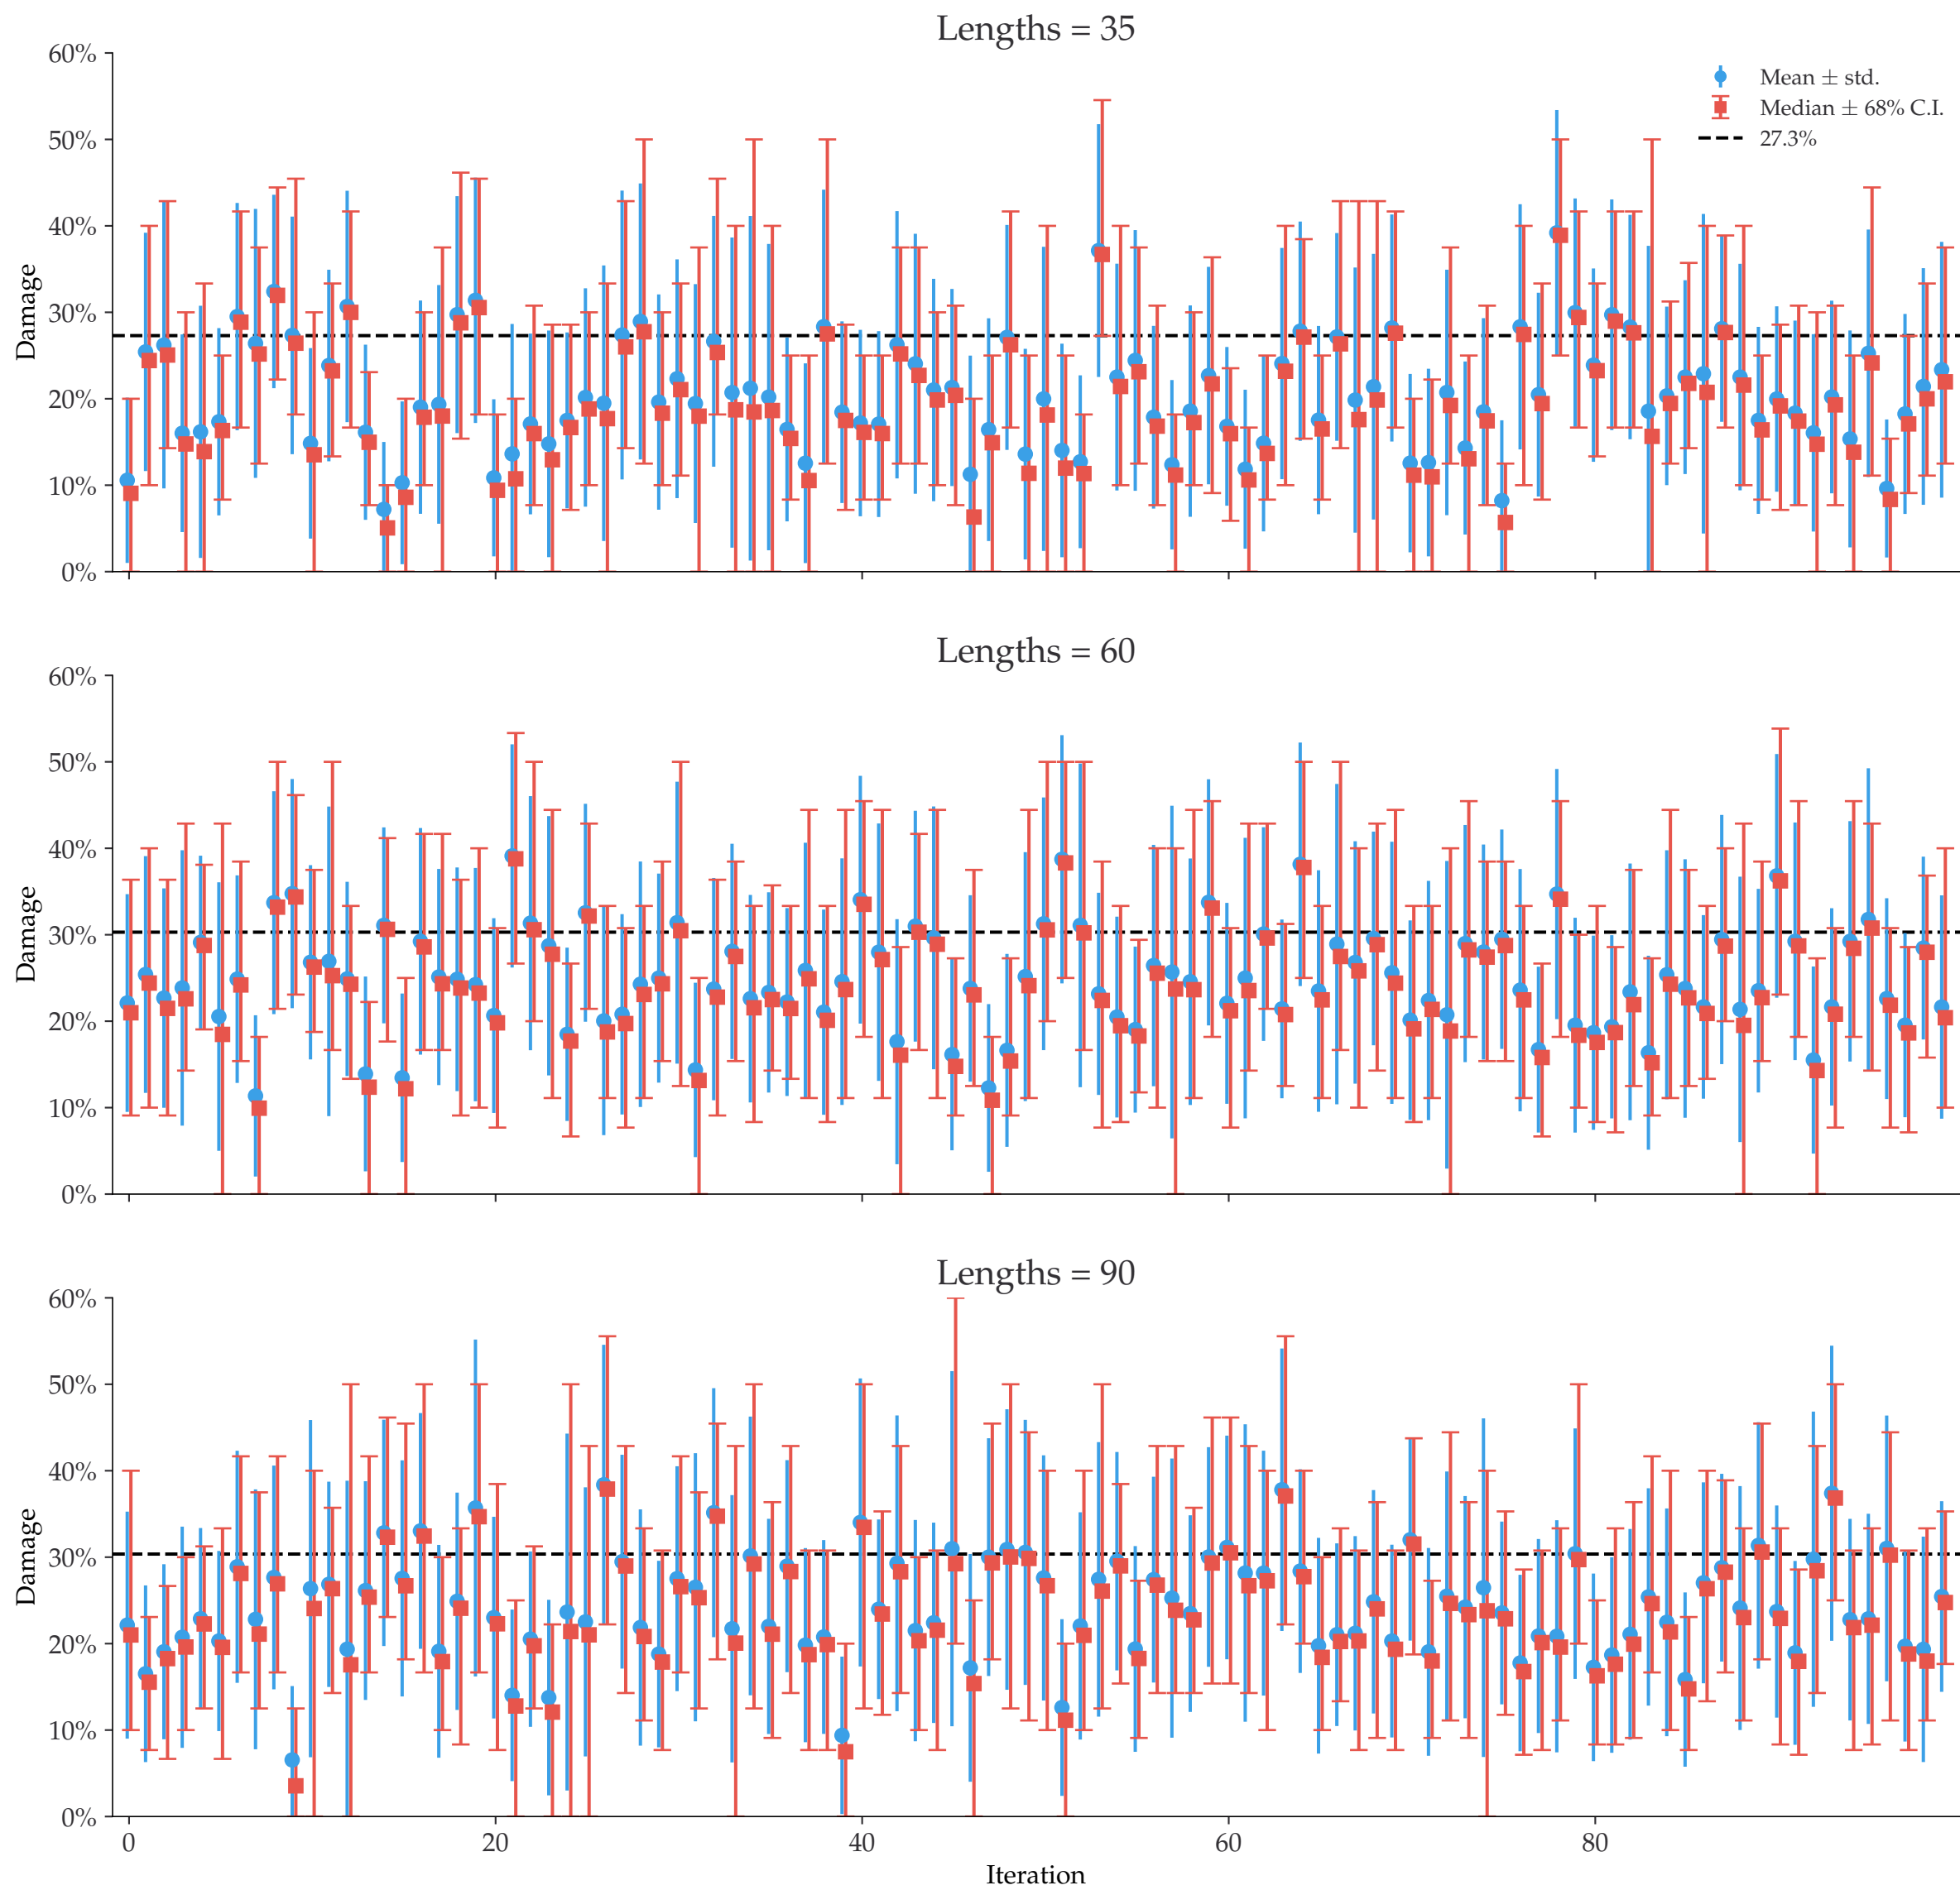 Lengths = 35
60%
50%
40%
30%
20%
10%
0%
Damage
Mean ± std.
Median ± 68% C.I.
27.3%
Lengths = 60
60%
50%
40%
30%
20%
10%
0%
Damage
Lengths = 90
60%
50%
40%
30%
20%
10%
0%
Damage
0 20 40 60 80
Iteration